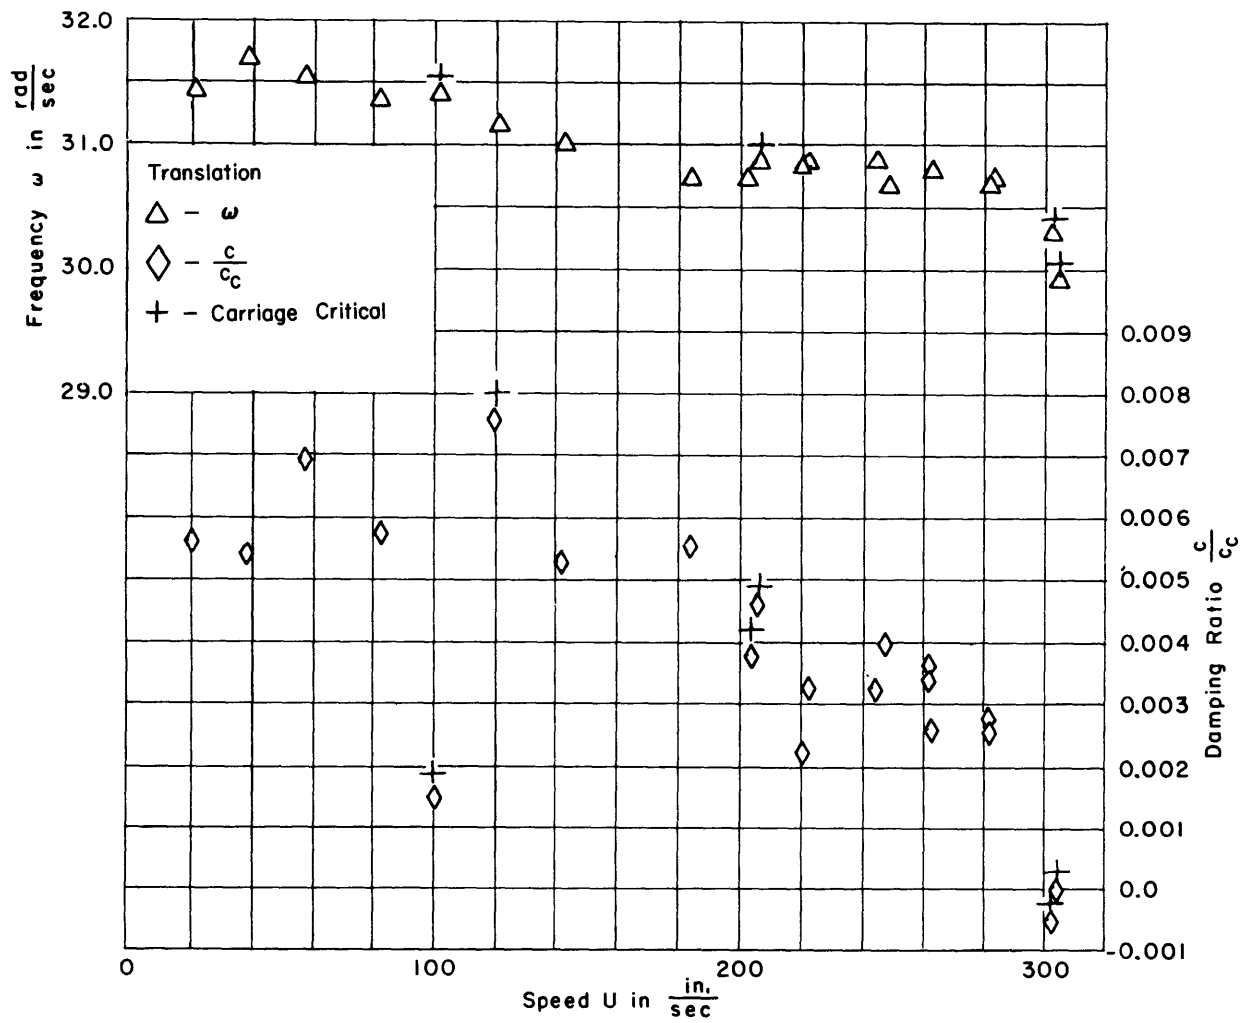 32.0
31.0
30.0
29.0
Frequency ω in rad/sec
Translation
△ - ω
◊ - c/cc
+ - Carriage Critical
0.009
0.008
0.007
0.006
0.005
0.004
0.003
0.002
0.001
0.0
-0.001
Damping Ratio c/cc
0 100 200 300
Speed U in in./sec